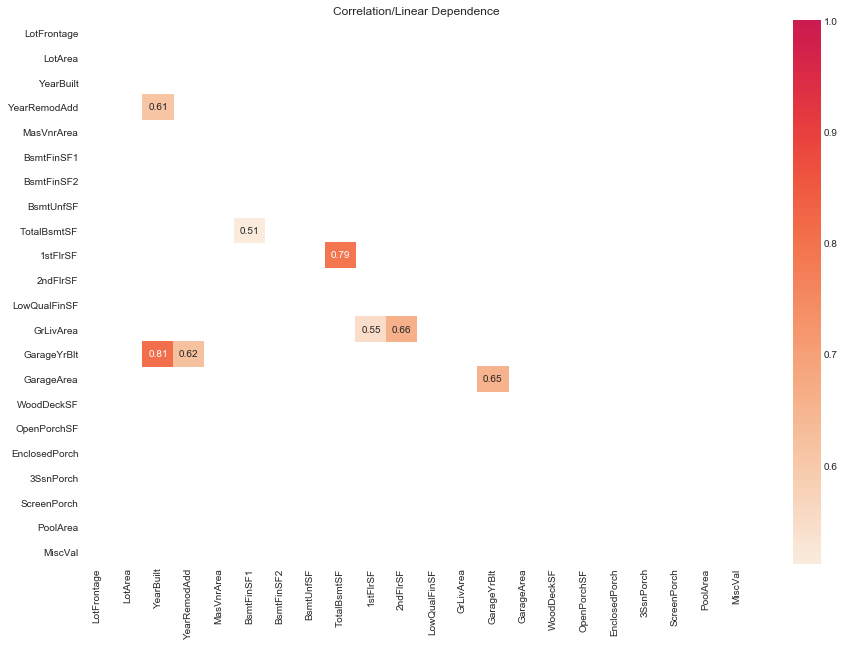 Correlation/Linear Dependence
LotFrontage
LotArea
YearBuilt
YearRemodAdd 0.61
MasVnrArea
BsmtFinSF1
BsmtFinSF2
BsmtUnfSF
TotalBsmtSF 0.51
1stFlrSF 0.79
2ndFlrSF
LowQualFinSF
GrLivArea 0.55 0.66
GarageYrBlt 0.81 0.62
GarageArea 0.65
WoodDeckSF
OpenPorchSF
EnclosedPorch
3SsnPorch
ScreenPorch
PoolArea
MiscVal
LotFrontage
LotArea
YearBuilt
YearRemodAdd
MasVnrArea
BsmtFinSF1
BsmtFinSF2
BsmtUnfSF
TotalBsmtSF
1stFlrSF
2ndFlrSF
LowQualFinSF
GrLivArea
GarageYrBlt
GarageArea
WoodDeckSF
OpenPorchSF
EnclosedPorch
3SsnPorch
ScreenPorch
PoolArea
MiscVal
1.0
0.9
0.8
0.7
0.6